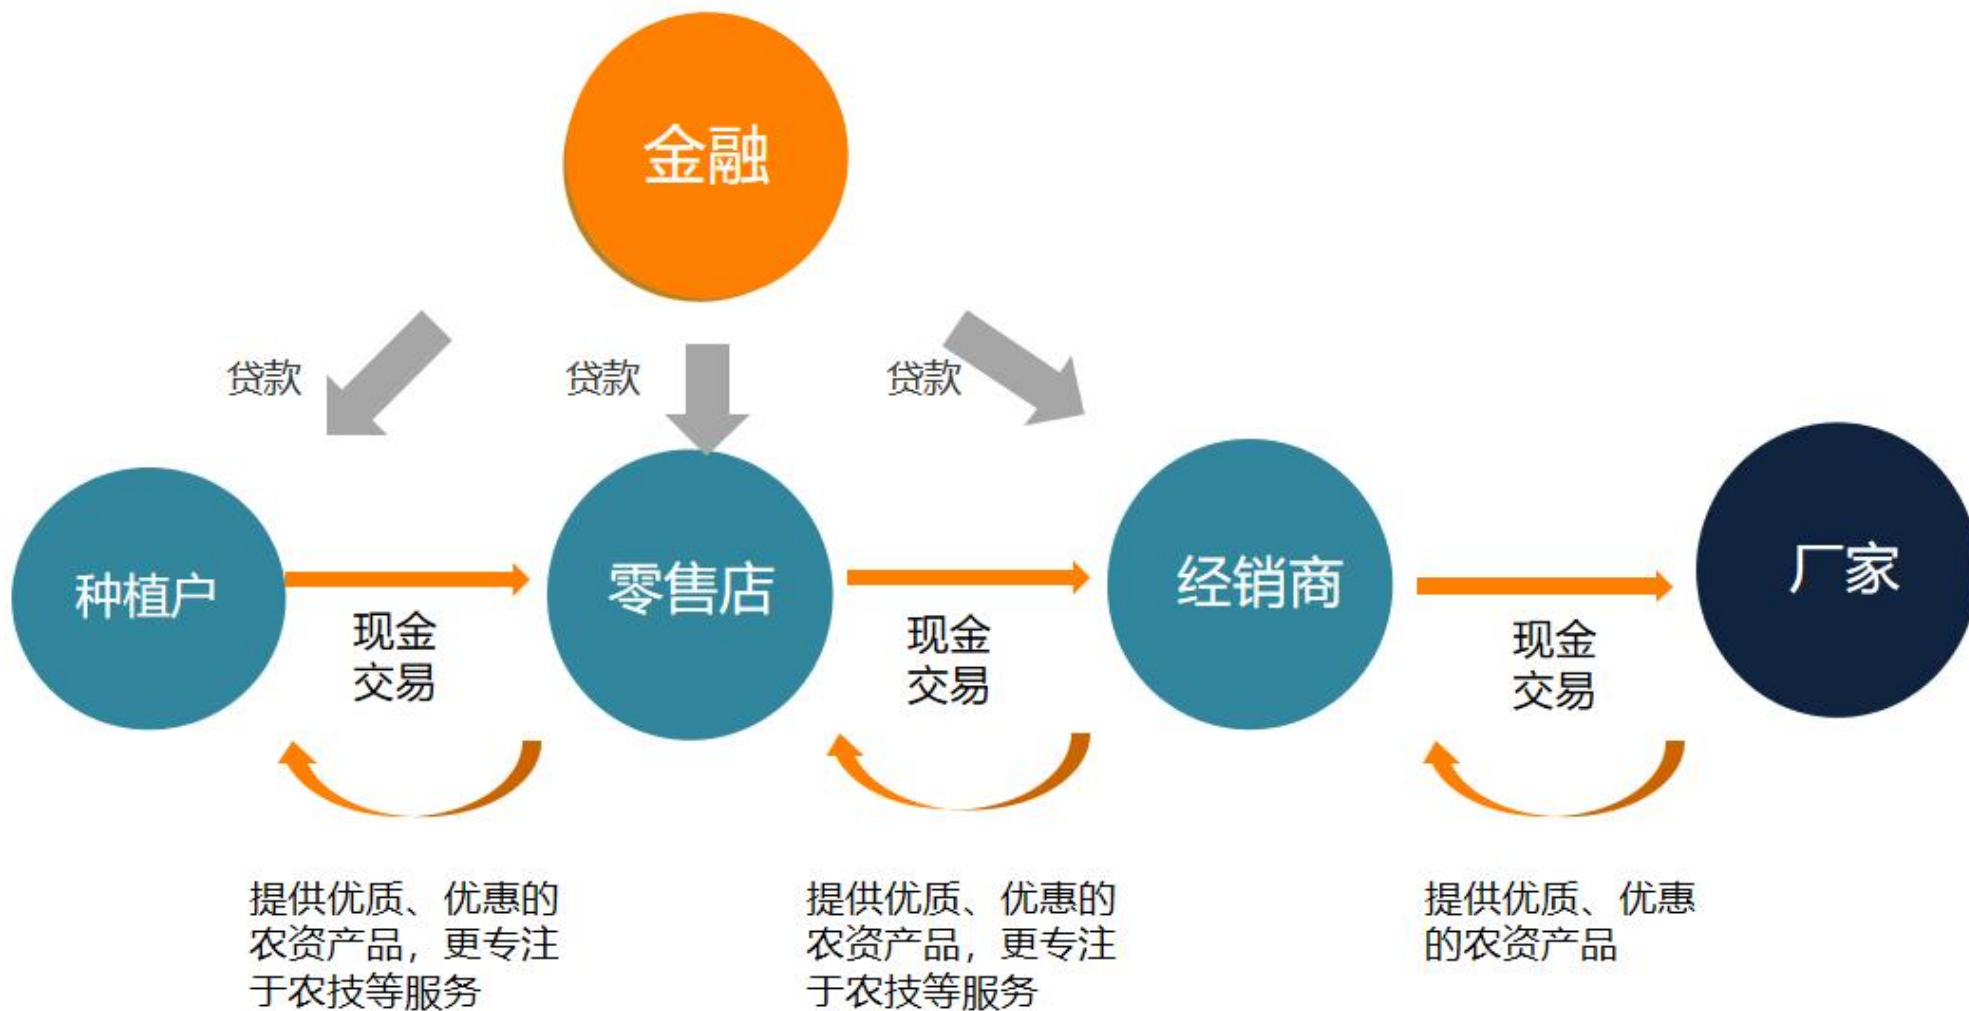 金融
贷款
贷款
贷款
种植户
零售店
经销商
厂家
现金
交易
现金
交易
现金
交易
提供优质、优惠的
农资产品，更专注
于农技等服务
提供优质、优惠的
农资产品，更专注
于农技等服务
提供优质、优惠
的农资产品